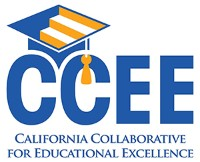 CCEE
CALIFORNIA COLLABORATIVE
FOR EDUCATIONAL EXCELLENCE